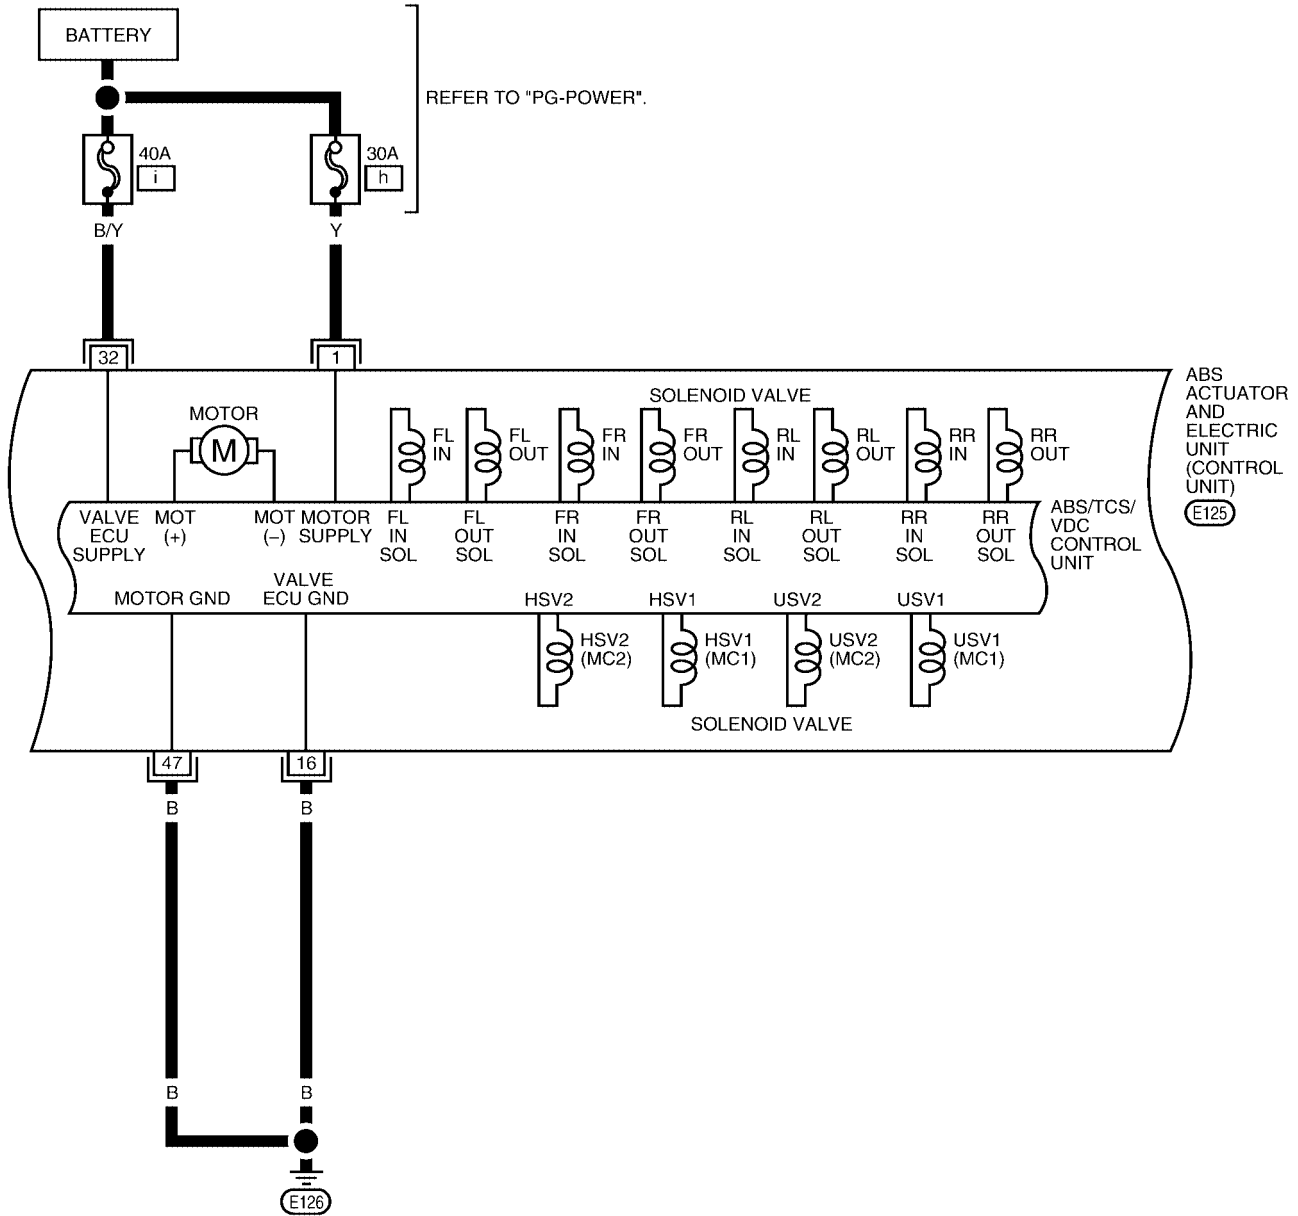 BATTERY
REFER TO "PG-POWER".
40A
i
30A
h
B/Y
Y
32
1
ABS
ACTUATOR
AND
ELECTRIC
UNIT
(CONTROL
UNIT)
E125
SOLENOID VALVE
MOTOR
M
FL
IN
FL
OUT
FR
IN
FR
OUT
RL
IN
RL
OUT
RR
IN
RR
OUT
VALVE
ECU
SUPPLY
MOT
(+)
MOT
(–)
MOTOR
SUPPLY
FL
IN
SOL
FL
OUT
SOL
FR
IN
SOL
FR
OUT
SOL
RL
IN
SOL
RL
OUT
SOL
RR
IN
SOL
RR
OUT
SOL
ABS/TCS/
VDC
CONTROL
UNIT
MOTOR GND
VALVE
ECU GND
HSV2
HSV1
USV2
USV1
HSV2
(MC2)
HSV1
(MC1)
USV2
(MC2)
USV1
(MC1)
SOLENOID VALVE
47
16
B
B
B
B
E126